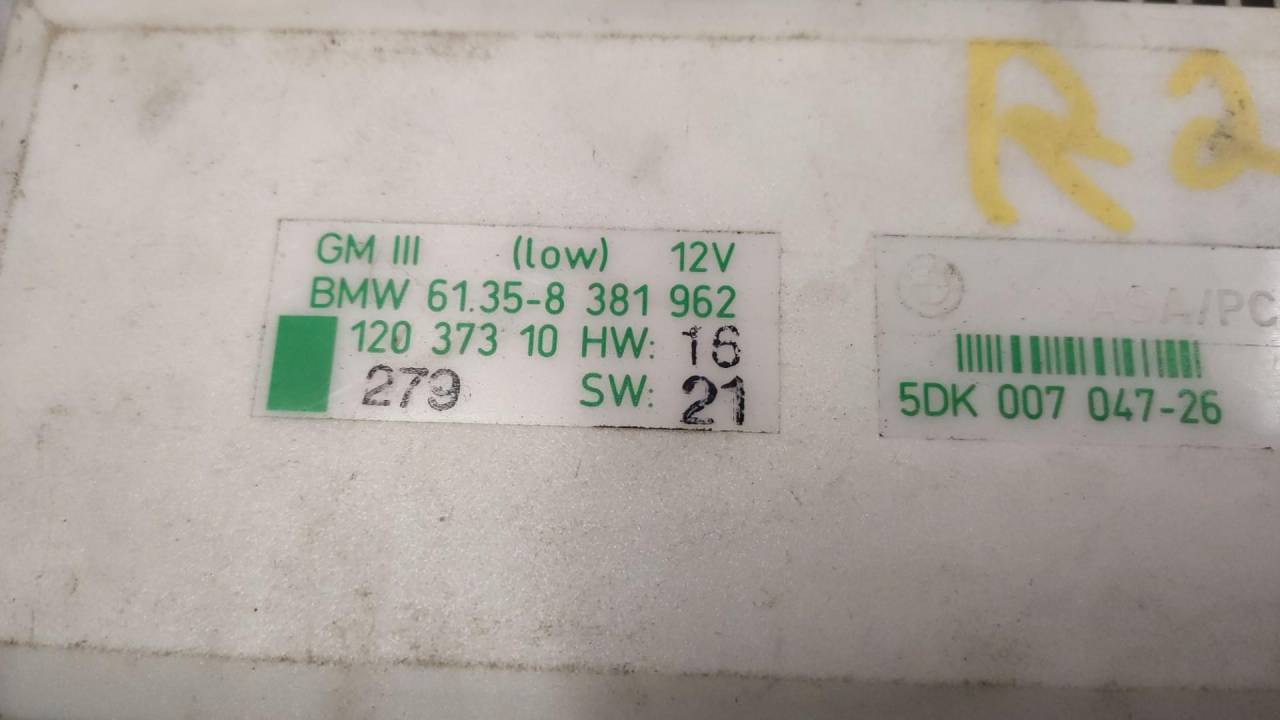 R2
GM III (low) 12V
BMW 61.35-8 381 962
120 373 10 HW: 16
279 SW: 21
5DK 007 047-26